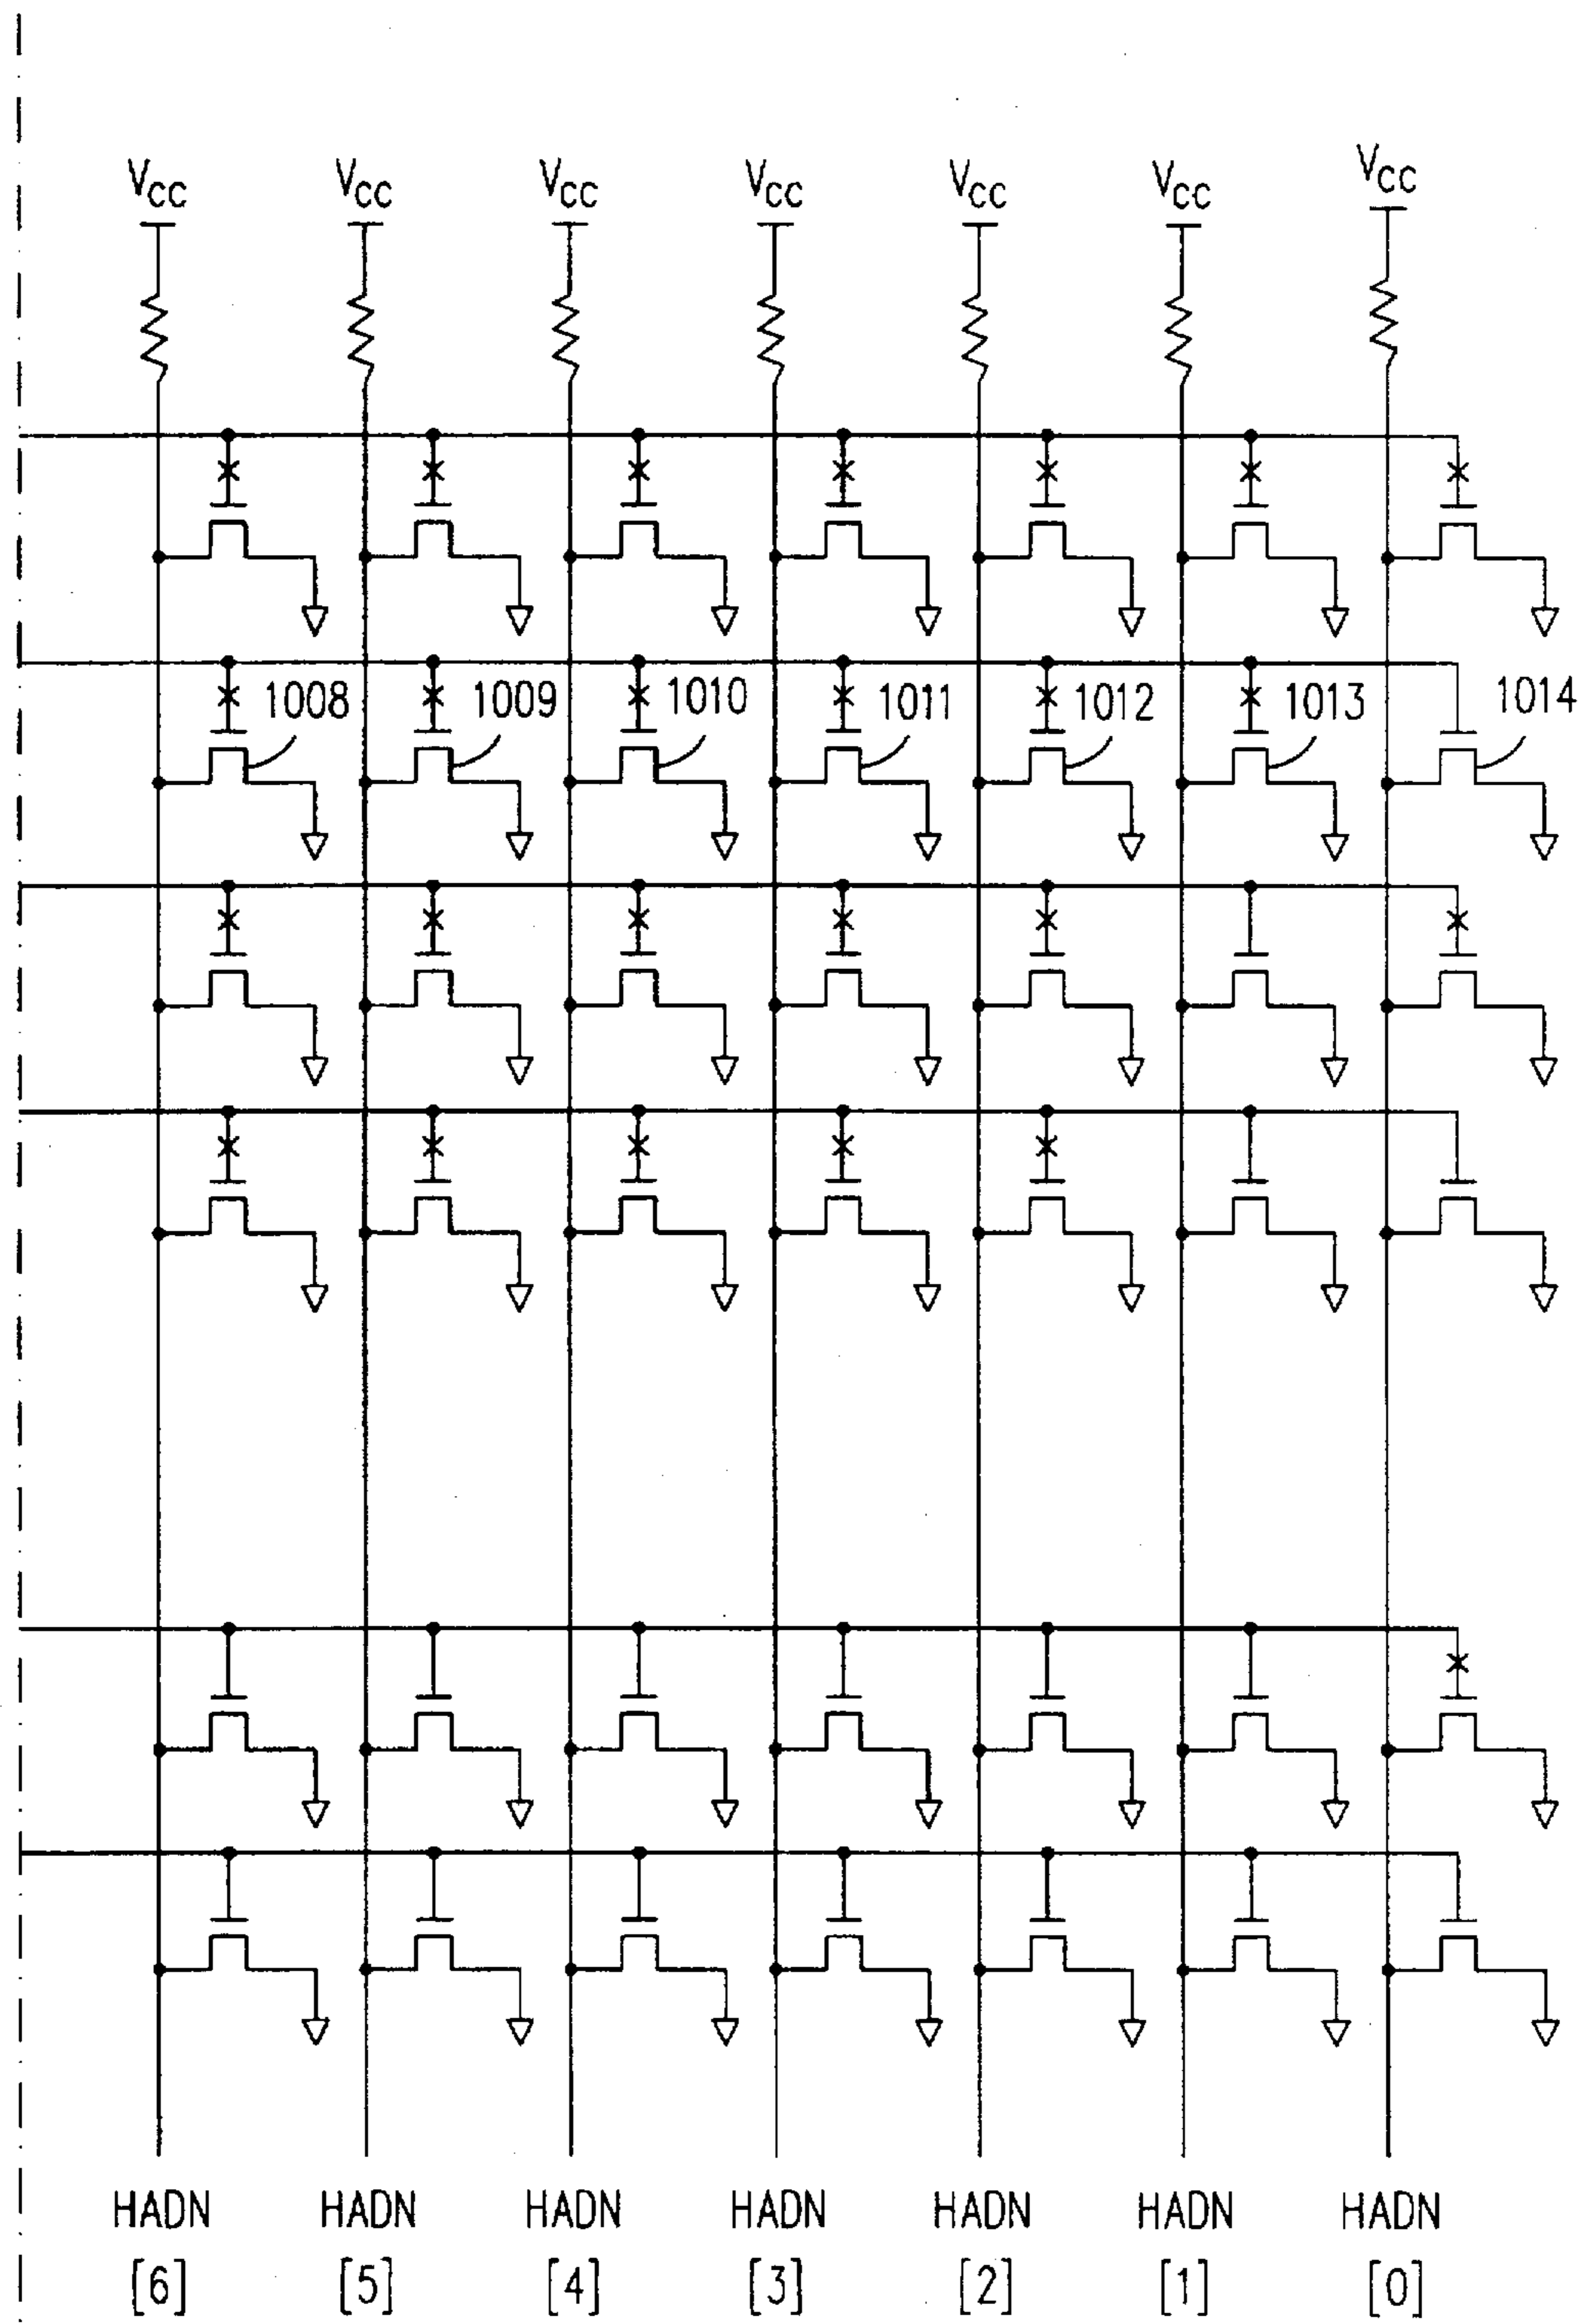 VCC VCC VCC VCC VCC VCC VCC
1008 1009 1010 1011 1012 1013 1014
HADN HADN HADN HADN HADN HADN HADN
[6] [5] [4] [3] [2] [1] [0]